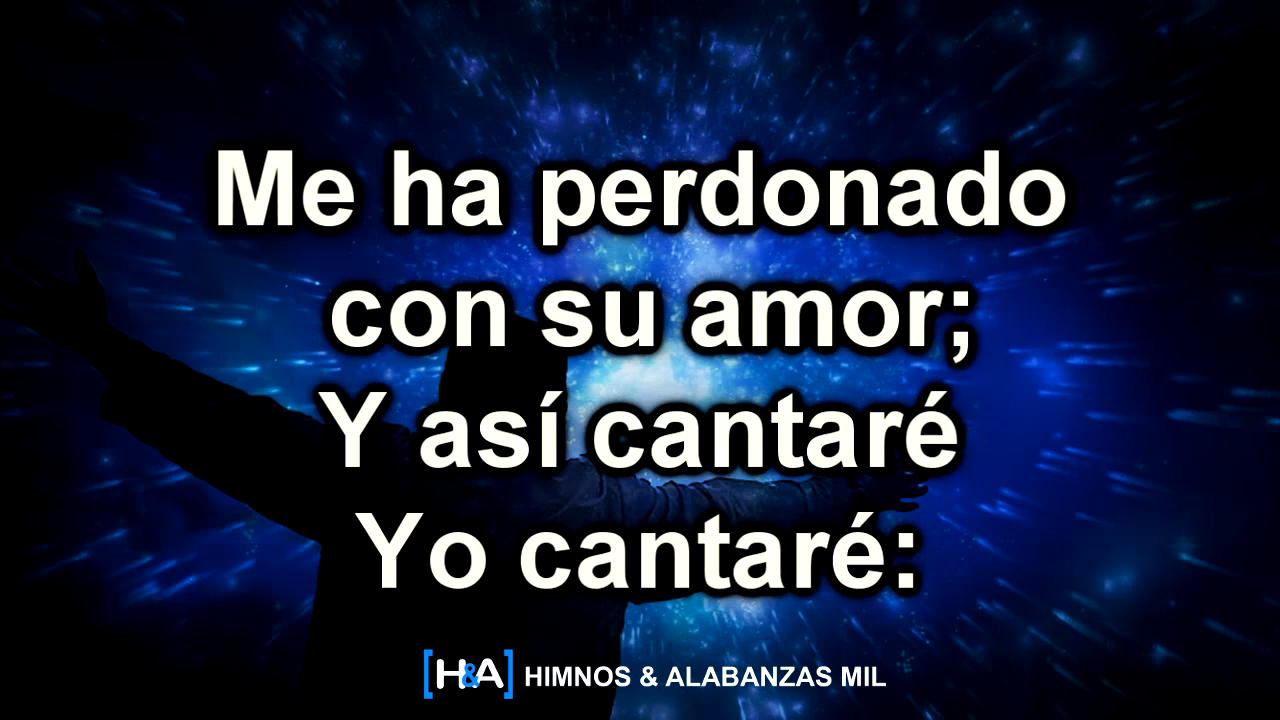 Me ha perdonado
con su amor;
Y así cantaré
Yo cantaré:
[H&A] HIMNOS & ALABANZAS MIL